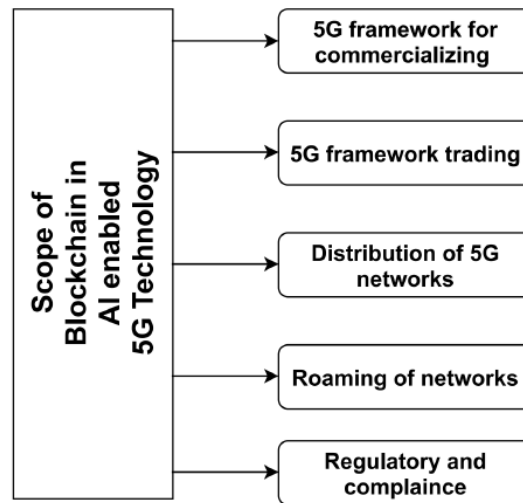 Scope of
Blockchain in
AI enabled
5G Technology
5G framework for
commercializing
5G framework trading
Distribution of 5G
networks
Roaming of networks
Regulatory and
complaince